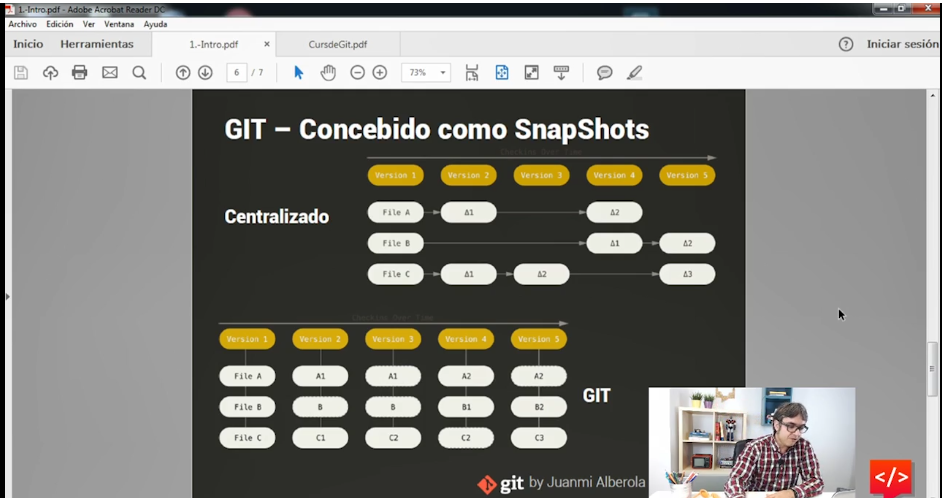 1.-Intro.pdf - Adobe Acrobat Reader DC
Archivo Edición Ver Ventana Ayuda
Inicio Herramientas 1.-Intro.pdf × CursdeGit.pdf ? Iniciar sesión
6 / 7 73%
GIT – Concebido como SnapShots
Checkins Over Time
Version 1 Version 2 Version 3 Version 4 Version 5
Centralizado
File A Δ1 Δ2
File B Δ1 Δ2
File C Δ1 Δ2 Δ3
Checkins Over Time
Version 1 Version 2 Version 3 Version 4 Version 5
File A A1 A1 A2 A2
GIT
File B B B B1 B2
File C C1 C2 C2 C3
git by Juanmi Alberola
</>